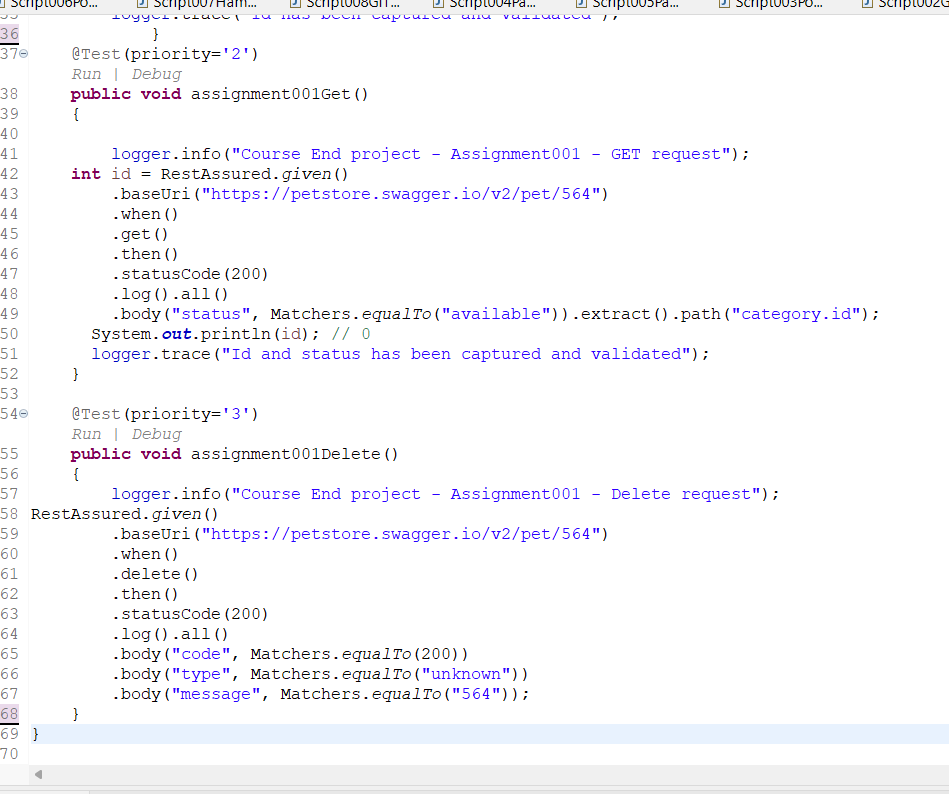 Script006Po... Script007Ham... Script008GIT... Script004Pa... Script005Pa... Script003Po... Script002G
35 logger.trace("Id has been captured and validated");
36 }
37 @Test(priority='2')
Run | Debug
38 public void assignment001Get()
39 {
40
41 logger.info("Course End project - Assignment001 - GET request");
42 int id = RestAssured.given()
43 .baseUri("https://petstore.swagger.io/v2/pet/564")
44 .when()
45 .get()
46 .then()
47 .statusCode(200)
48 .log().all()
49 .body("status", Matchers.equalTo("available")).extract().path("category.id");
50 System.out.println(id); // 0
51 logger.trace("Id and status has been captured and validated");
52 }
53
54 @Test(priority='3')
Run | Debug
55 public void assignment001Delete()
56 {
57 logger.info("Course End project - Assignment001 - Delete request");
58 RestAssured.given()
59 .baseUri("https://petstore.swagger.io/v2/pet/564")
60 .when()
61 .delete()
62 .then()
63 .statusCode(200)
64 .log().all()
65 .body("code", Matchers.equalTo(200))
66 .body("type", Matchers.equalTo("unknown"))
67 .body("message", Matchers.equalTo("564"));
68 }
69 }
70